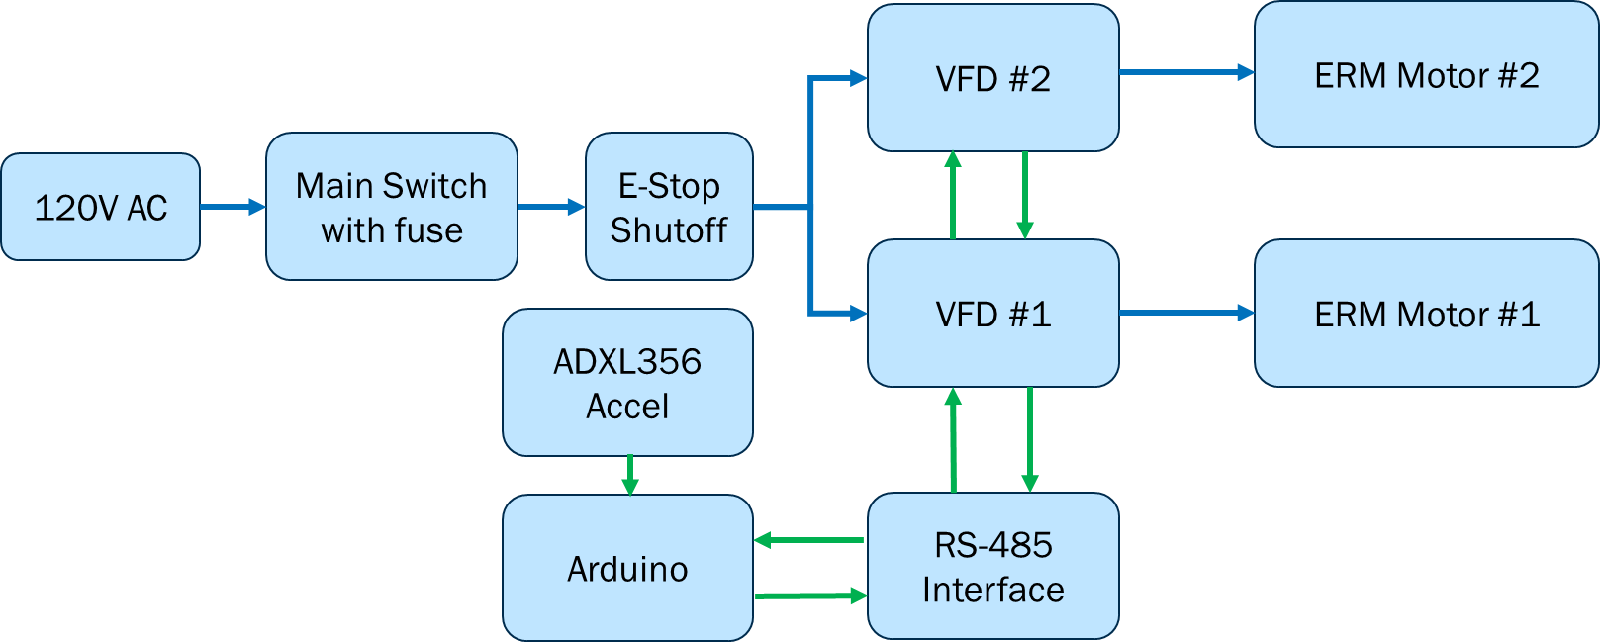 VFD #2
ERM Motor #2
120V AC
Main Switch
with fuse
E-Stop
Shutoff
VFD #1
ERM Motor #1
ADXL356
Accel
Arduino
RS-485
Interface